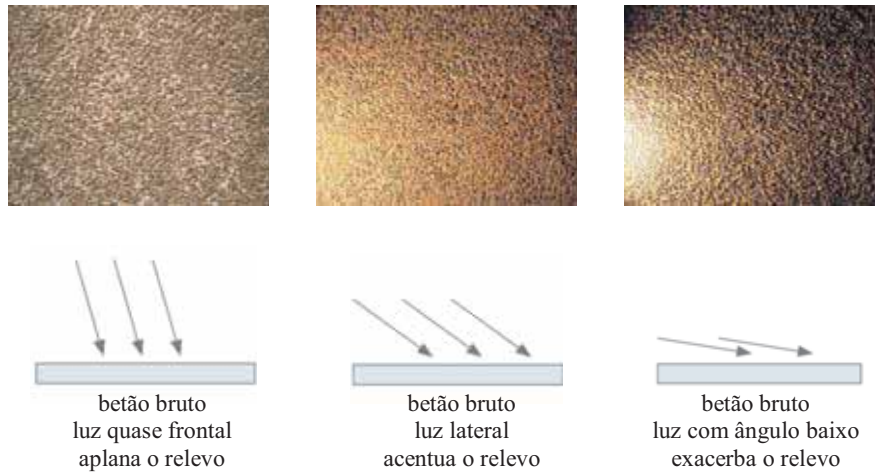 betão bruto
luz quase frontal
aplana o relevo
betão bruto
luz lateral
acentua o relevo
betão bruto
luz com ângulo baixo
exacerba o relevo